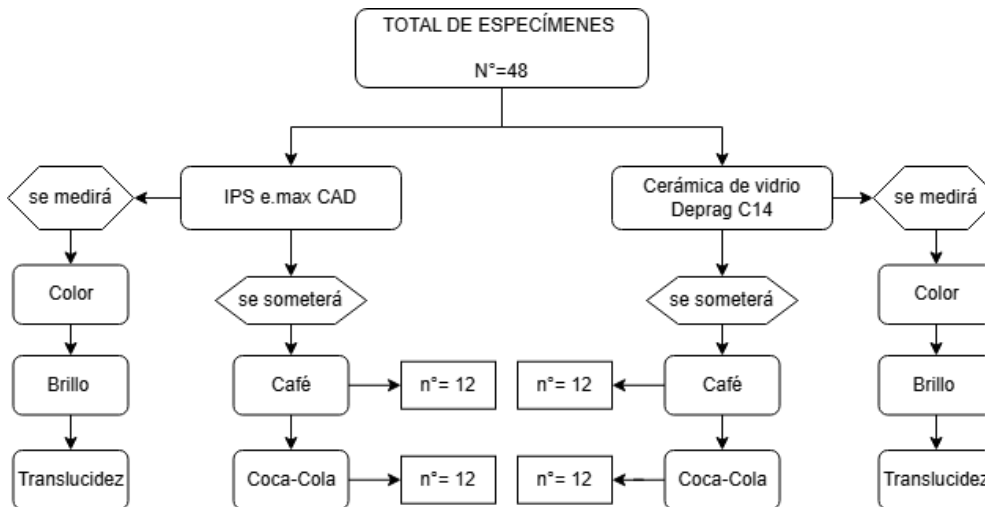 TOTAL DE ESPECÍMENES
N°=48
se medirá
IPS e.max CAD
Cerámica de vidrio
Deprag C14
se medirá
Color
se someterá
se someterá
Color
Brillo
Café
n°= 12
n°= 12
Café
Brillo
Translucidez
Coca-Cola
n°= 12
n°= 12
Coca-Cola
Translucidez